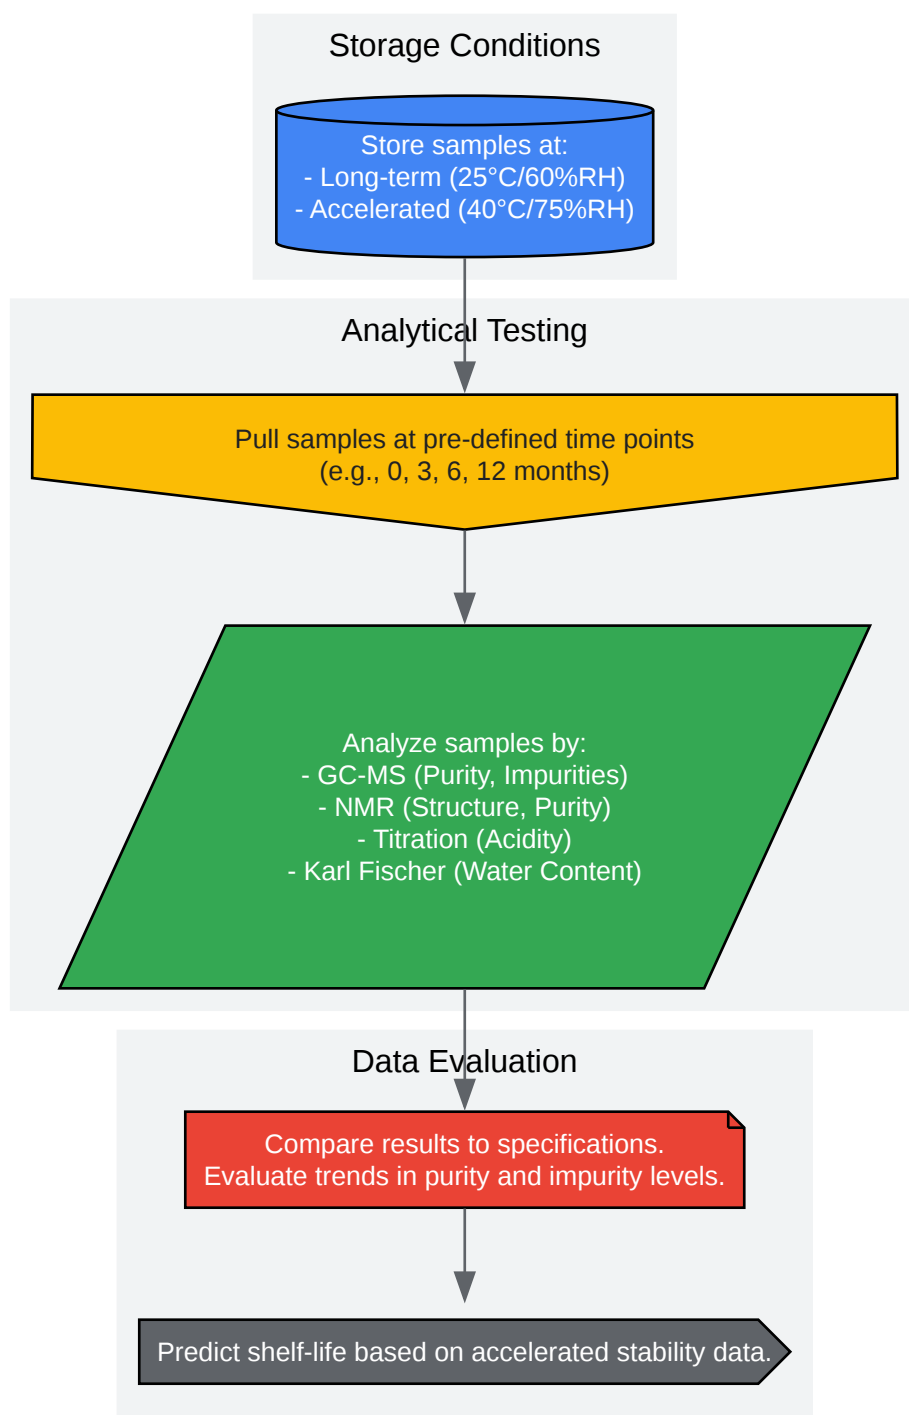 Storage Conditions
Store samples at:
- Long-term (25°C/60%RH)
- Accelerated (40°C/75%RH)
Analytical Testing
Pull samples at pre-defined time points
(e.g., 0, 3, 6, 12 months)
Analyze samples by:
- GC-MS (Purity, Impurities)
- NMR (Structure, Purity)
- Titration (Acidity)
- Karl Fischer (Water Content)
Data Evaluation
Compare results to specifications.
Evaluate trends in purity and impurity levels.
Predict shelf-life based on accelerated stability data.